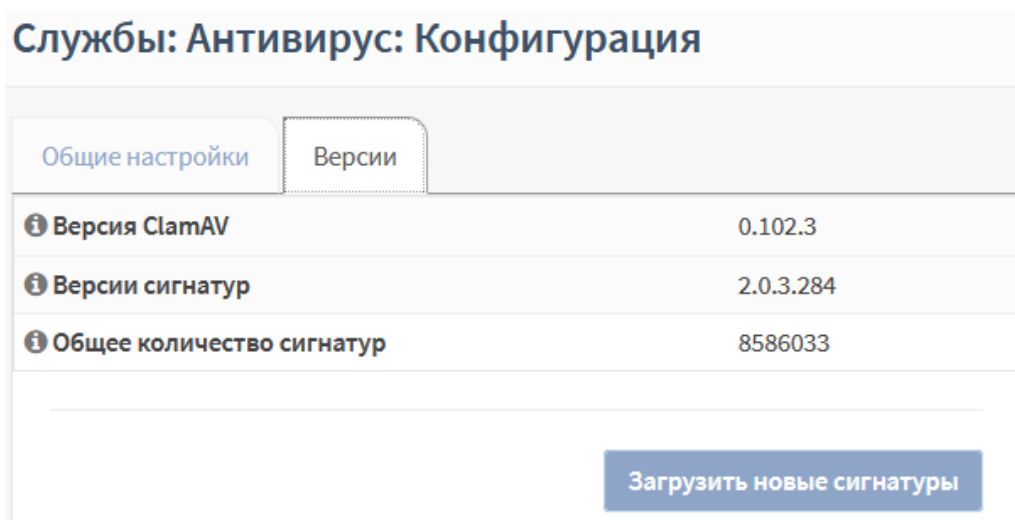 Службы: Антивирус: Конфигурация
Общие настройки Версии
Версия ClamAV 0.102.3
Версии сигнатур 2.0.3.284
Общее количество сигнатур 8586033
Загрузить новые сигнатуры